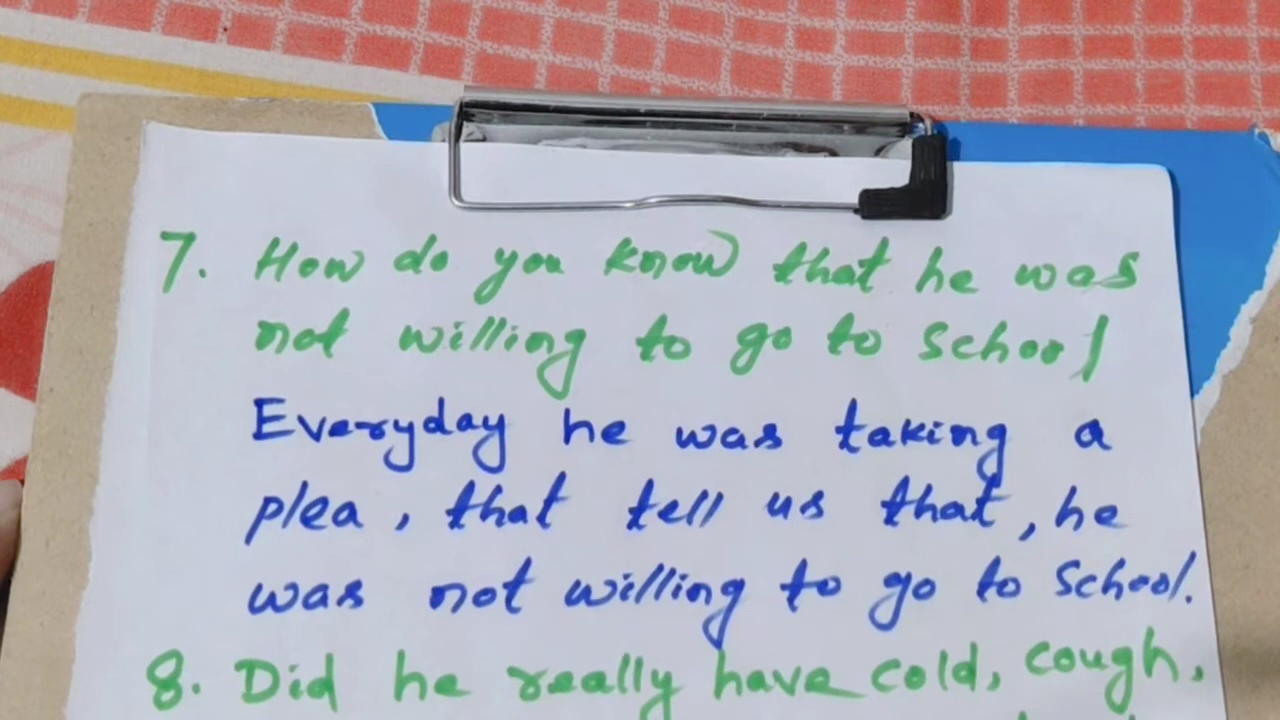 7. How do you know that he was
not willing to go to School
Everyday he was taking a
plea, that tell us that, he
was not willing to go to School.
8. Did he really have cold, cough,